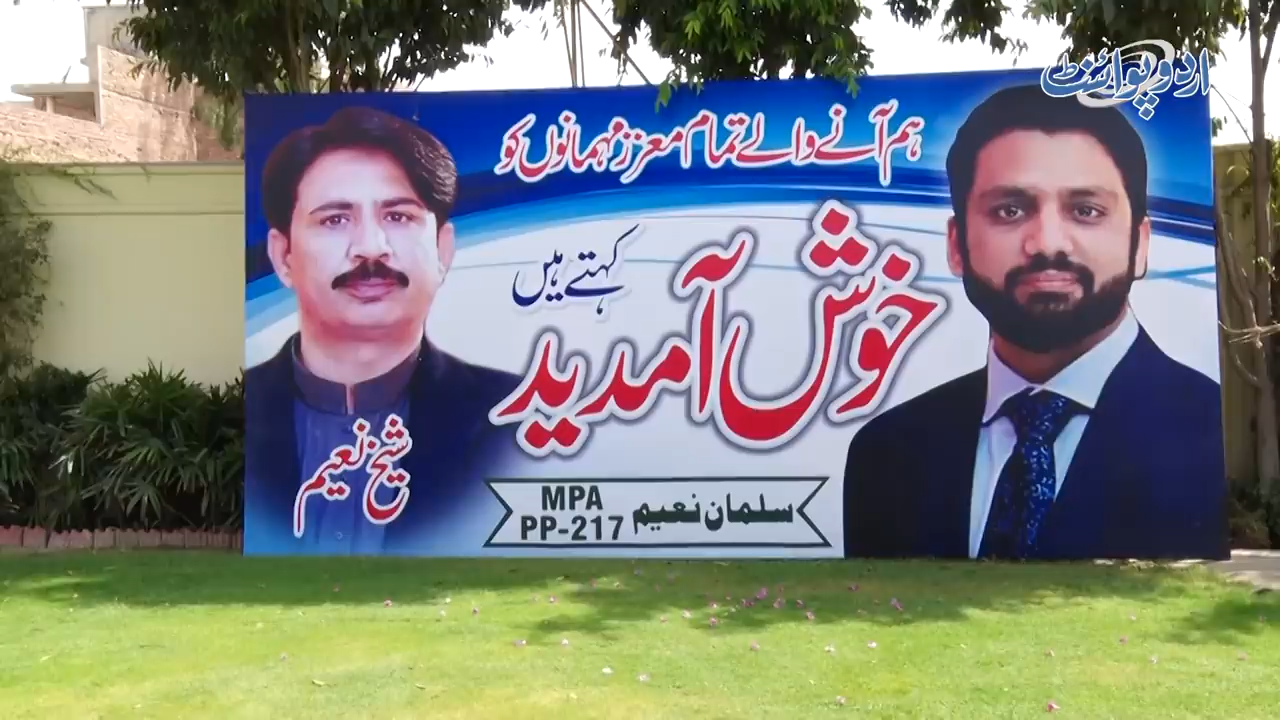 اردو پوائنٹ
ہم آنے والے تمام معزز مہمانوں کو
خوش آمدید
کہتے ہیں
شیخ نعیم
سلمان نعیم
MPA
PP-217